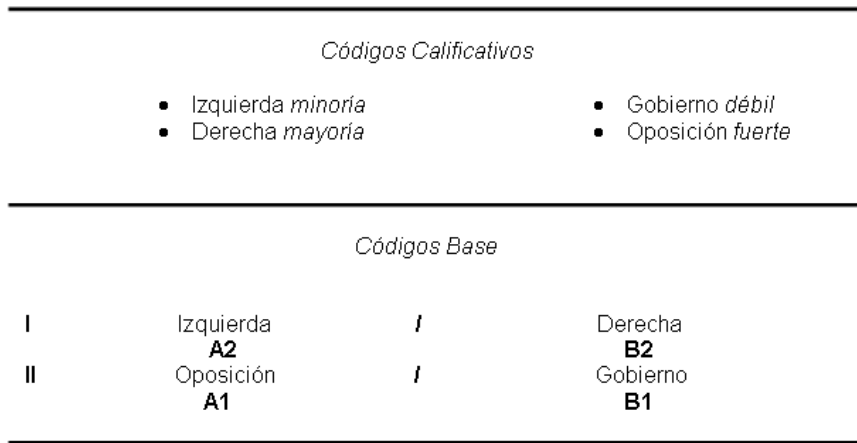 Códigos Calificativos
• Izquierda minoría • Gobierno débil
• Derecha mayoría • Oposición fuerte
Códigos Base
I Izquierda / Derecha
A2 B2
II Oposición / Gobierno
A1 B1